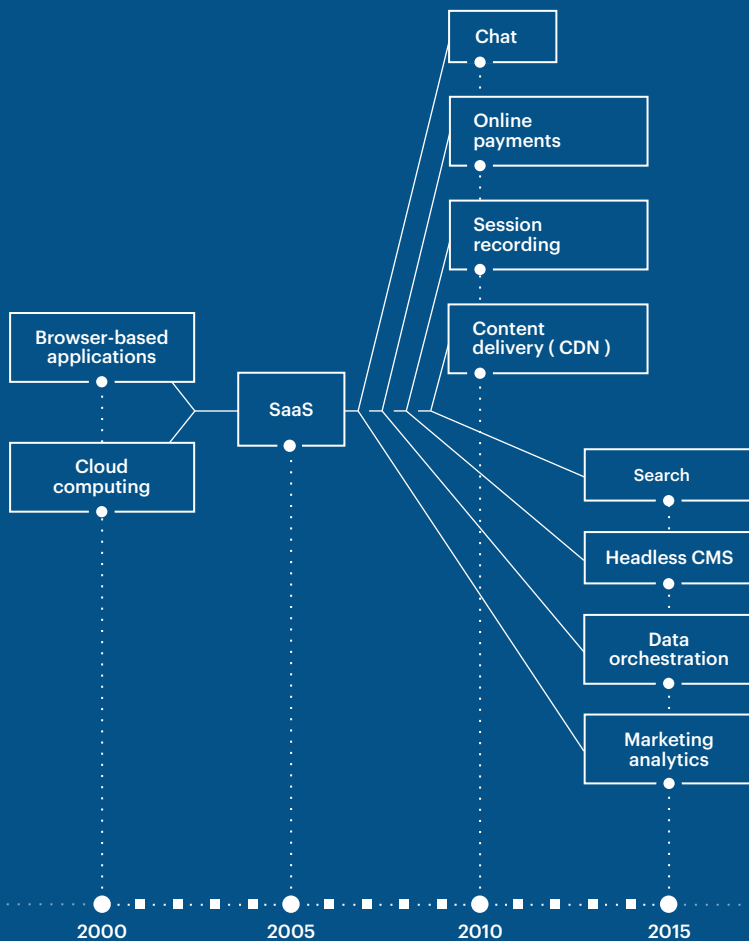 Chat
Online
payments
Session
recording
Content
delivery ( CDN )
Browser-based
applications
SaaS
Cloud
computing
Search
Headless CMS
Data
orchestration
Marketing
analytics
2000
2005
2010
2015